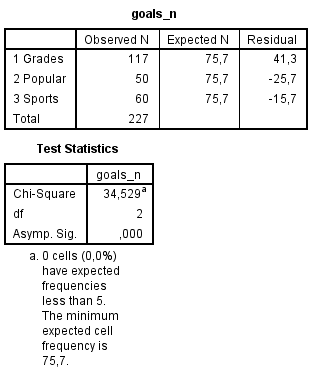 goals_n
Observed N Expected N Residual
1 Grades 117 75,7 41,3
2 Popular 50 75,7 -25,7
3 Sports 60 75,7 -15,7
Total 227
Test Statistics
goals_n
Chi-Square 34,529a
df 2
Asymp. Sig. ,000
a. 0 cells (0,0%)
have expected
frequencies
less than 5.
The minimum
expected cell
frequency is
75,7.